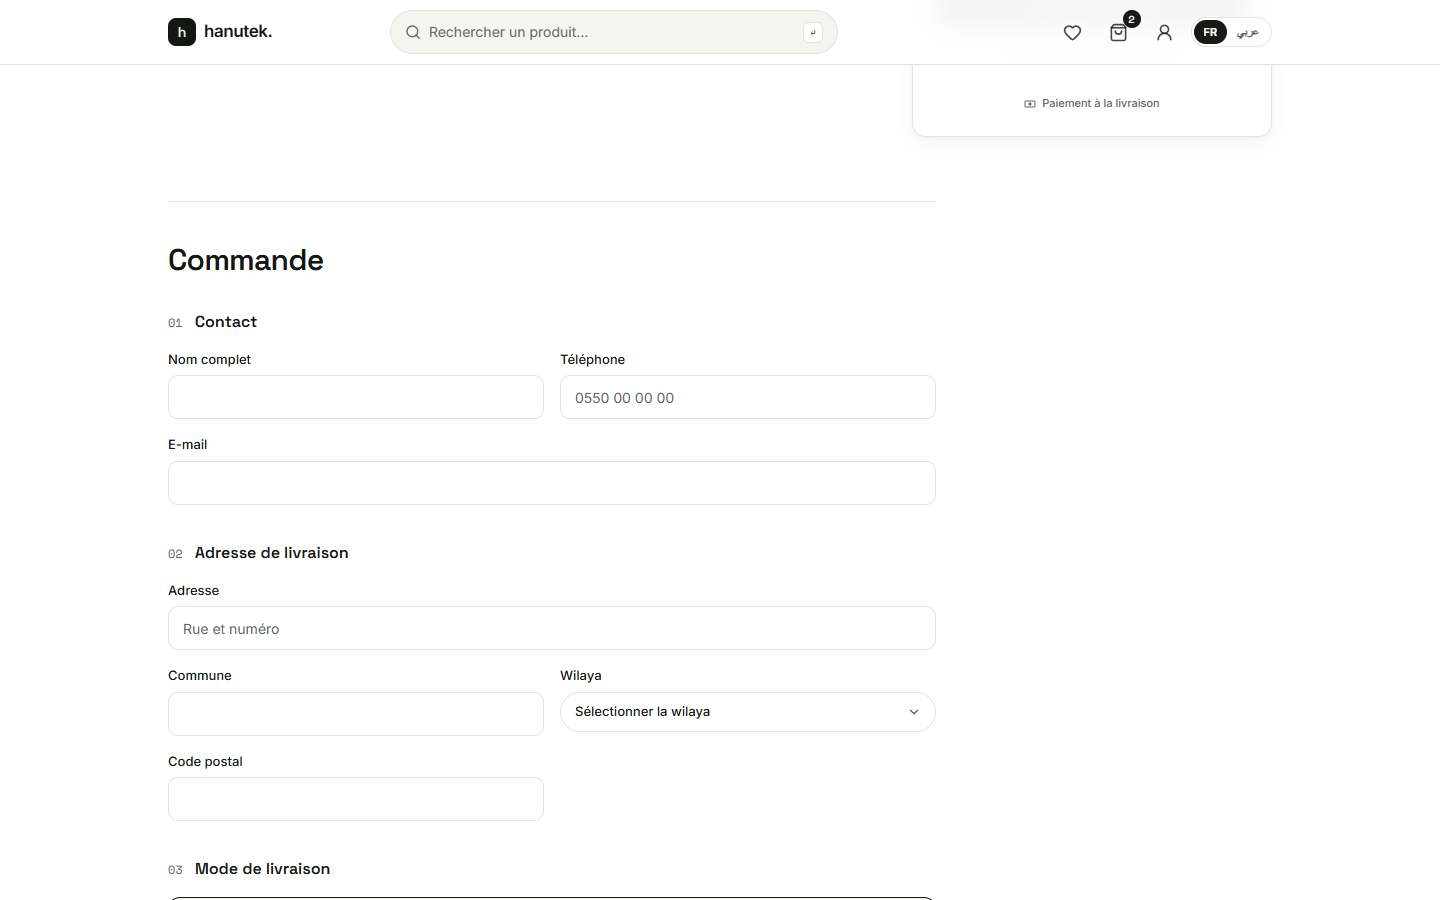 h hanutek.
Rechercher un produit...
2
FR عربي
Paiement à la livraison
Commande
01 Contact
Nom complet
Téléphone
0550 00 00 00
E-mail
02 Adresse de livraison
Adresse
Rue et numéro
Commune
Wilaya
Sélectionner la wilaya
Code postal
03 Mode de livraison